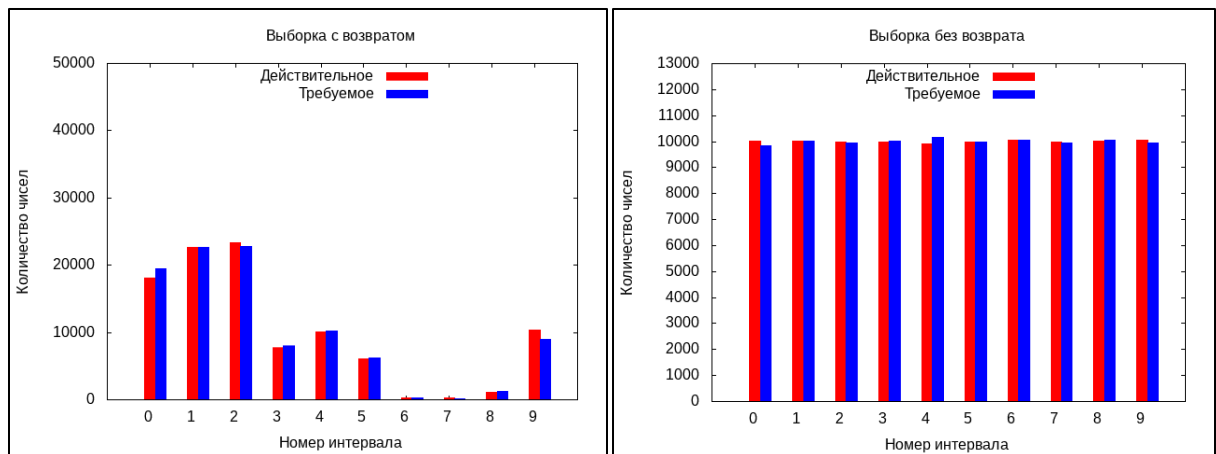 Выборка с возвратом
50000
Действительное
Требуемое
40000
30000
20000
10000
0
Количество чисел
0 1 2 3 4 5 6 7 8 9
Номер интервала
Выборка без возврата
13000
Действительное
12000
Требуемое
11000
10000
9000
8000
7000
6000
5000
4000
3000
2000
1000
0
Количество чисел
0 1 2 3 4 5 6 7 8 9
Номер интервала